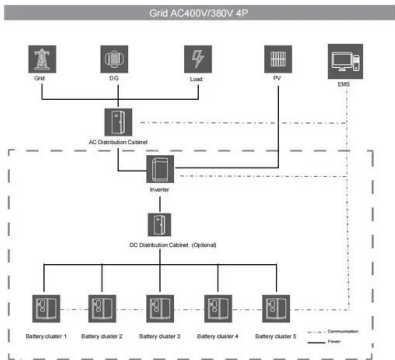 Grid AC400V/380V 4P
Grid DG Load PV EMS
AC Distribution Cabinet
Inverter
DC Distribution Cabinet (Optional)
Battery cluster 1 Battery cluster 2 Battery cluster 3 Battery cluster 4 Battery cluster 5
Communication
Power